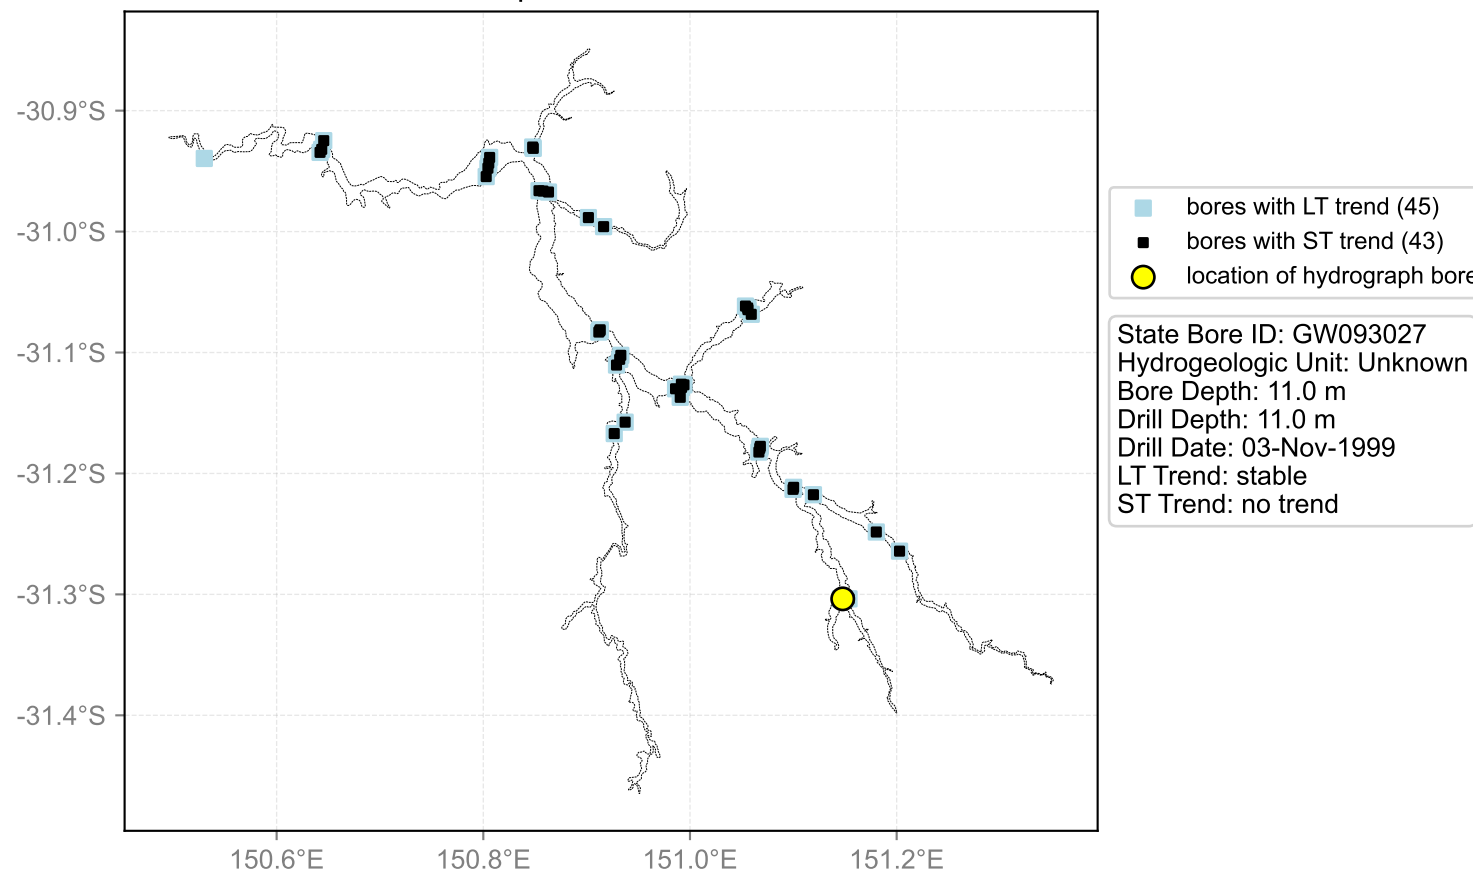 -30.9°S
-31.0°S
-31.1°S
-31.2°S
-31.3°S
-31.4°S
150.6°E
150.8°E
151.0°E
151.2°E
bores with LT trend (45)
bores with ST trend (43)
location of hydrograph bore
State Bore ID: GW093027
Hydrogeologic Unit: Unknown
Bore Depth: 11.0 m
Drill Depth: 11.0 m
Drill Date: 03-Nov-1999
LT Trend: stable
ST Trend: no trend